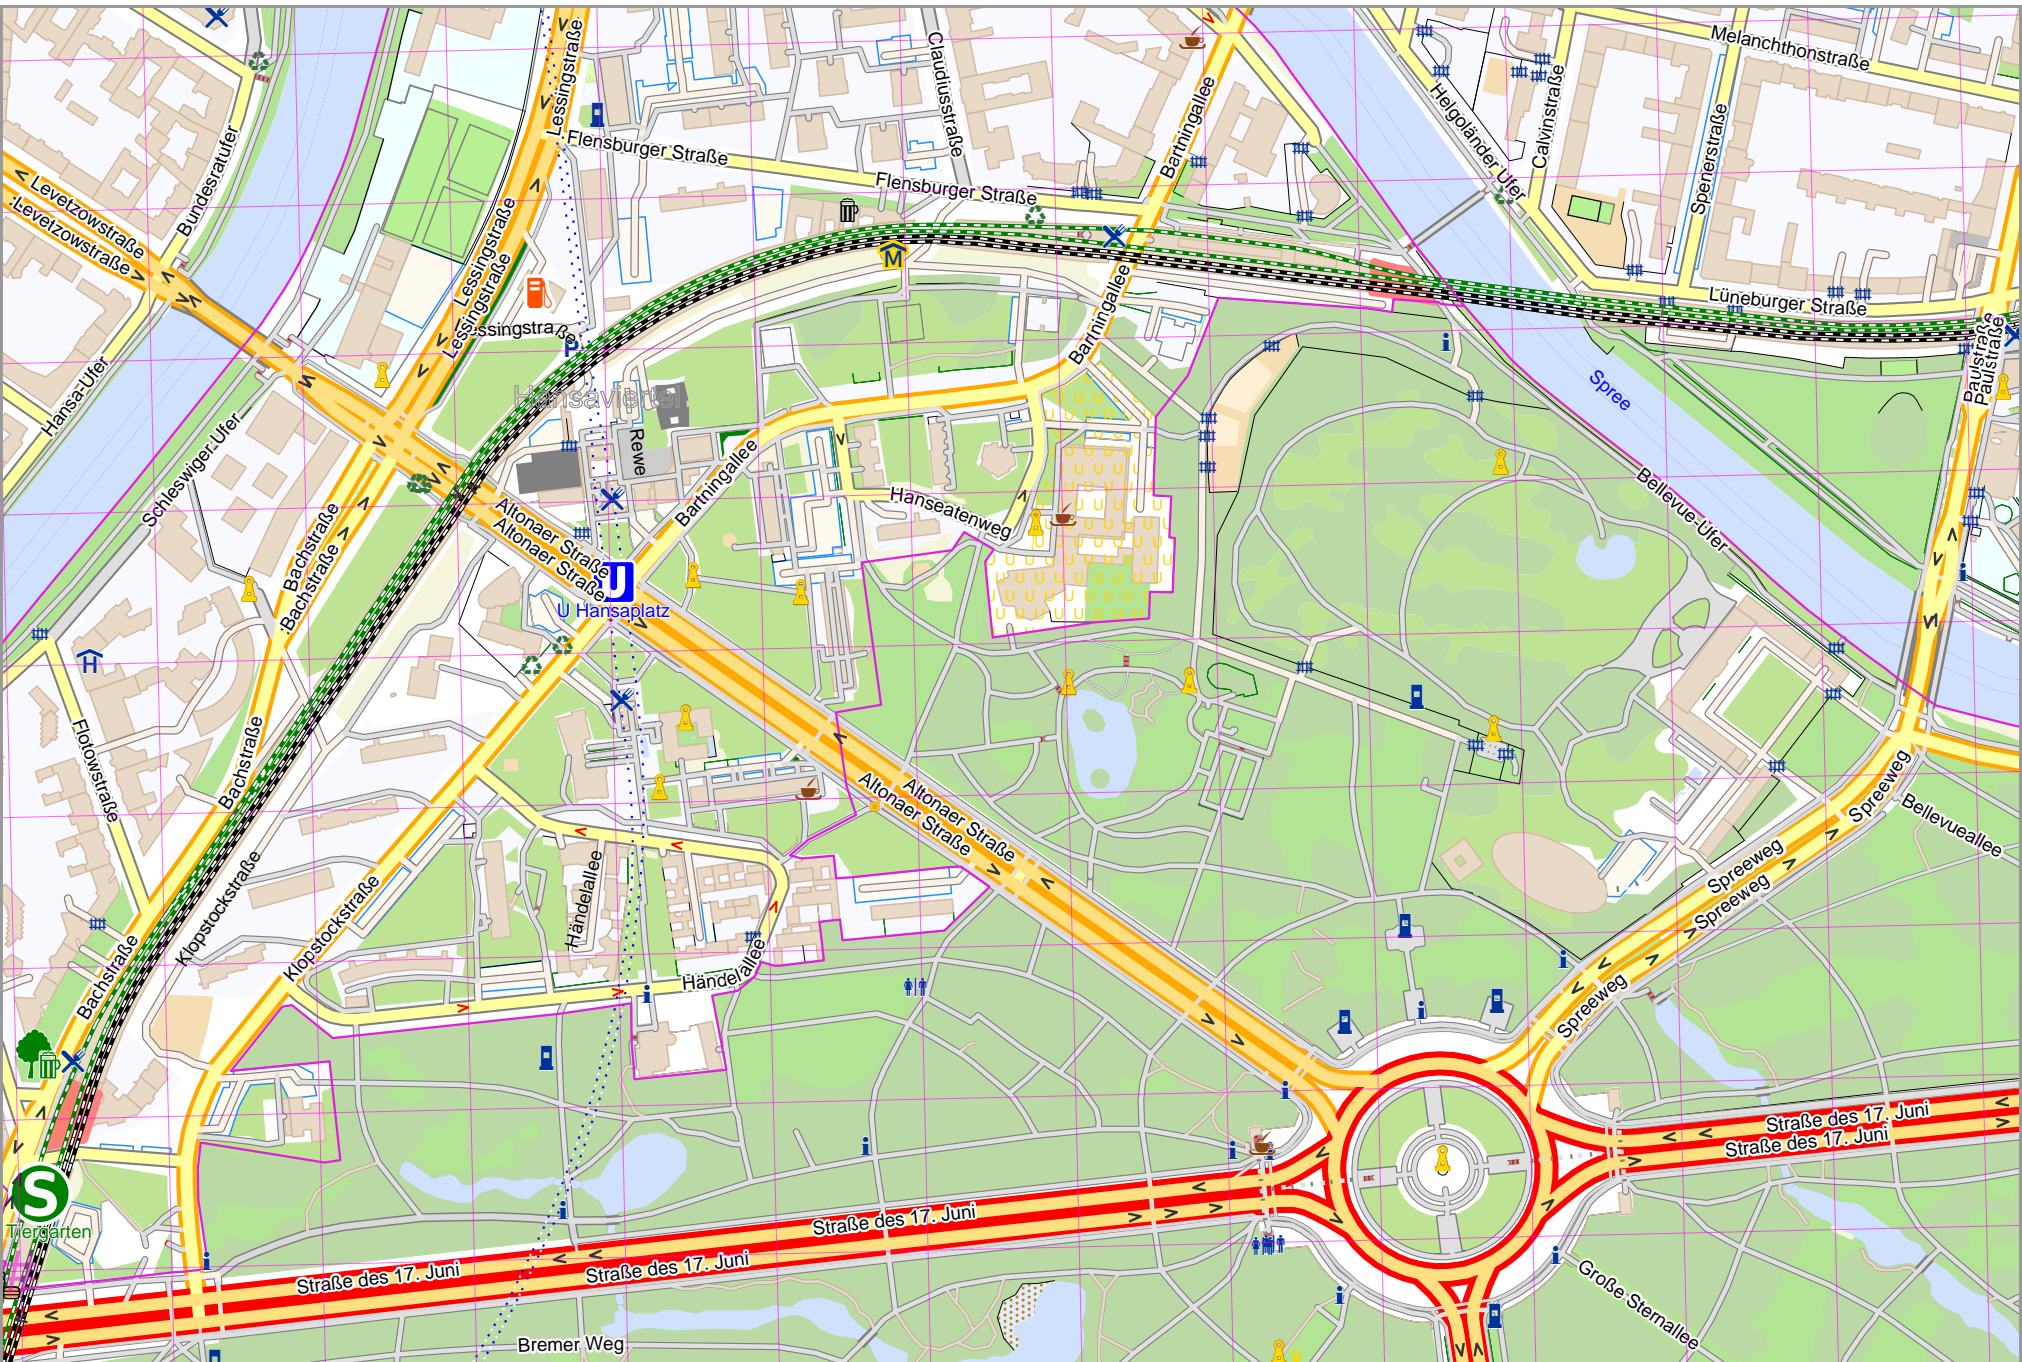 Melanchthonstraße
Claudiusstraße
Lessingstraße
Lessingstraße
Bartningallee
Helgoländer Ufer
Calvinstraße
Spenerstraße
Bundesratufer
Flensburger Straße
Flensburger Straße
Levetzowstraße
Levetzowstraße
Lessingstraße
Lessingstraße
Lessingstraße
Bartningallee
M
Lüneburger Straße
Paulstraße
Paulstraße
P
Hansa-Ufer
Hansaviertel
Spree
Rewe
Schleswiger Ufer
Bartningallee
Hanseatenweg
Bellevue-Ufer
Altonaer Straße
Altonaer Straße
Bachstraße
Bachstraße
U
U Hansaplatz
H
Flotowstraße
Bachstraße
Altonaer Straße
Altonaer Straße
Spreeweg
Bellevueallee
Spreeweg
Spreeweg
Klopstockstraße
Klopstockstraße
Händelallee
Händelallee
Bachstraße
Spreeweg
Straße des 17. Juni
Straße des 17. Juni
S
Tiergarten
Straße des 17. Juni
Straße des 17. Juni
Straße des 17. Juni
Große Sternallee
Bremer Weg